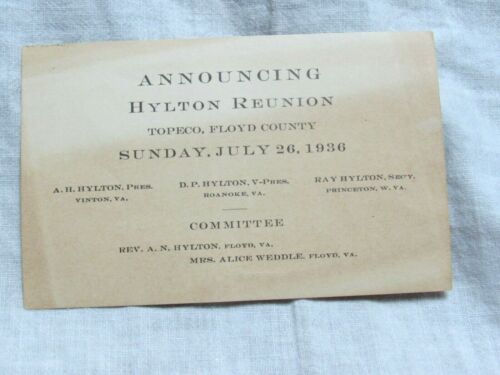 ANNOUNCING
HYLTON REUNION
TOPECO, FLOYD COUNTY
SUNDAY, JULY 26, 1936
A. H. HYLTON, PRES. D. P. HYLTON, V-PRES. RAY HYLTON, SECY.
VINTON, VA. ROANOKE, VA. PRINCETON, W. VA.
COMMITTEE
REV. A. N. HYLTON, FLOYD, VA.
MRS. ALICE WEDDLE, FLOYD, VA.